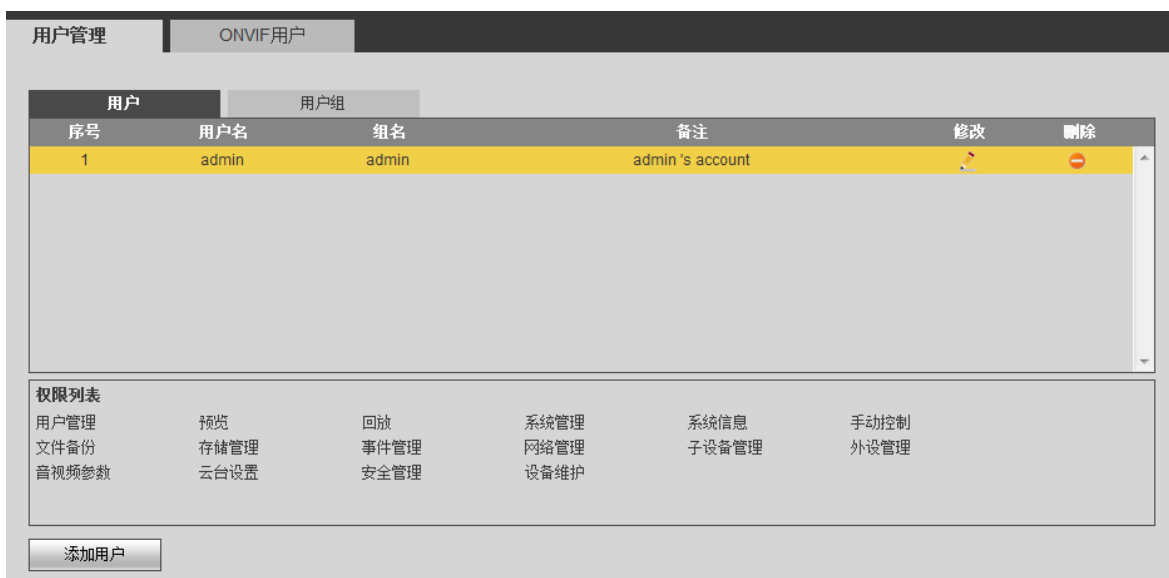 用户管理 ONVIF用户
用户 用户组
序号 用户名 组名 备注 修改 删除
1 admin admin admin 's account
权限列表
用户管理 预览 回放 系统管理 系统信息 手动控制
文件备份 存储管理 事件管理 网络管理 子设备管理 外设管理
音视频参数 云台设置 安全管理 设备维护
添加用户